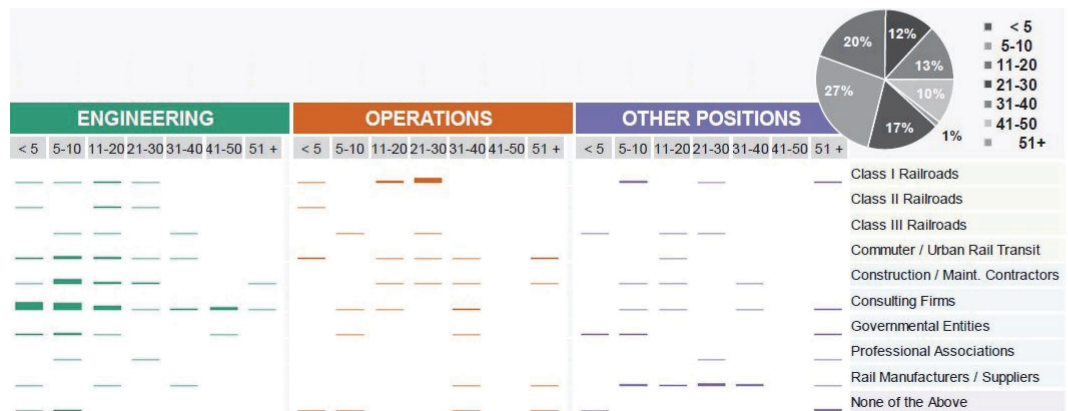 20%
12%
13%
27%
10%
17%
1%
< 5
5-10
11-20
21-30
31-40
41-50
51+
ENGINEERING
OPERATIONS
OTHER POSITIONS
< 5 5-10 11-20 21-30 31-40 41-50 51 +
< 5 5-10 11-20 21-30 31-40 41-50 51 +
< 5 5-10 11-20 21-30 31-40 41-50 51 +
Class I Railroads
Class II Railroads
Class III Railroads
Commuter / Urban Rail Transit
Construction / Maint. Contractors
Consulting Firms
Governmental Entities
Professional Associations
Rail Manufacturers / Suppliers
None of the Above